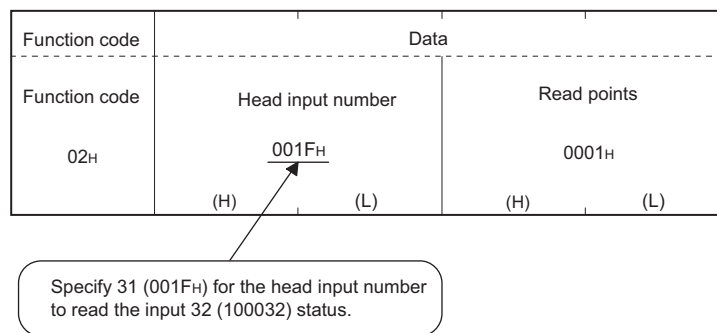 Function code Data
Function code Head input number Read points
02H 001FH 0001H
(H) (L) (H) (L)
Specify 31 (001FH) for the head input number
to read the input 32 (100032) status.